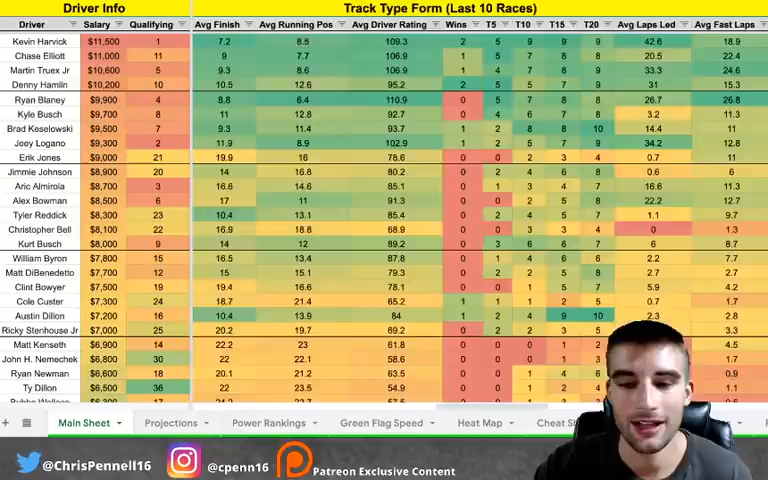 Driver Info Track Type Form (Last 10 Races)
Driver Salary Qualifying Avg Finish Avg Running Pos Avg Driver Rating Wins T5 T10 T15 T20 Avg Laps Led Avg Fast Laps
Kevin Harvick $11,500 1 7.2 8.5 109.3 2 5 9 9 9 42.6 18.9
Chase Elliott $11,000 11 9 7.7 106.9 1 5 7 8 8 20.5 22.4
Martin Truex Jr $10,600 5 9.3 8.6 106.9 1 4 7 8 9 33.3 24.6
Denny Hamlin $10,200 10 10.5 12.6 95.2 2 5 5 7 9 31 15.3
Ryan Blaney $9,900 4 8.8 6.4 110.9 0 5 7 8 8 26.7 26.8
Kyle Busch $9,700 8 11 12.8 92.7 0 4 6 7 8 3.2 11.3
Brad Keselowski $9,500 7 9.3 11.4 93.7 1 2 8 8 10 14.4 11
Joey Logano $9,300 2 11.9 8.9 102.9 1 2 6 7 9 34.2 12.8
Erik Jones $9,000 21 19.9 16 78.6 0 0 2 3 4 0.7 11
Jimmie Johnson $8,900 20 14 16.8 80.2 0 2 4 6 8 0.6 6
Aric Almirola $8,700 3 16.6 14.6 85.1 0 1 3 4 7 16.6 11.3
Alex Bowman $8,500 6 17 11 91.3 0 2 4 5 7 22.2 12.7
Tyler Reddick $8,300 23 10.4 13.1 85.4 0 2 4 5 7 1.1 9.7
Christopher Bell $8,100 22 16.9 18.8 68.9 0 0 3 3 4 0 1.3
Kurt Busch $8,000 9 14 12 89.2 0 3 6 6 7 6 8.7
William Byron $7,800 15 16.5 13.4 87.8 0 1 4 6 6 2.2 7.7
Matt DiBenedetto $7,700 12 15 15.1 79.3 0 2 2 5 8 2.7 2.7
Clint Bowyer $7,500 19 19.4 16.6 78.1 0 0 1 2 7 5.9 4.2
Cole Custer $7,300 24 18.7 21.4 65.2 1 1 1 2 5 0.7 1.7
Austin Dillon $7,200 16 10.4 13.9 84 1 2 4 9 10 2.3 2.8
Ricky Stenhouse Jr $7,000 25 20.2 19.7 69.2 0 2 2 3 5 3.3
Matt Kenseth $6,900 14 22.2 23 61.8 0 0 0 1 3 4.5
John H. Nemechek $6,800 30 22 22.1 58.6 0 0 0 1 3 1.7
Ryan Newman $6,600 18 20.1 21.2 63.5 0 0 1 4 6 0.9
Ty Dillon $6,500 36 22 23.5 54.9 0 0 1 2 4 1.1
Main Sheet Projections Power Rankings Green Flag Speed Heat Map Cheat
@ChrisPennell16 @cpenn16 Patreon Exclusive Content